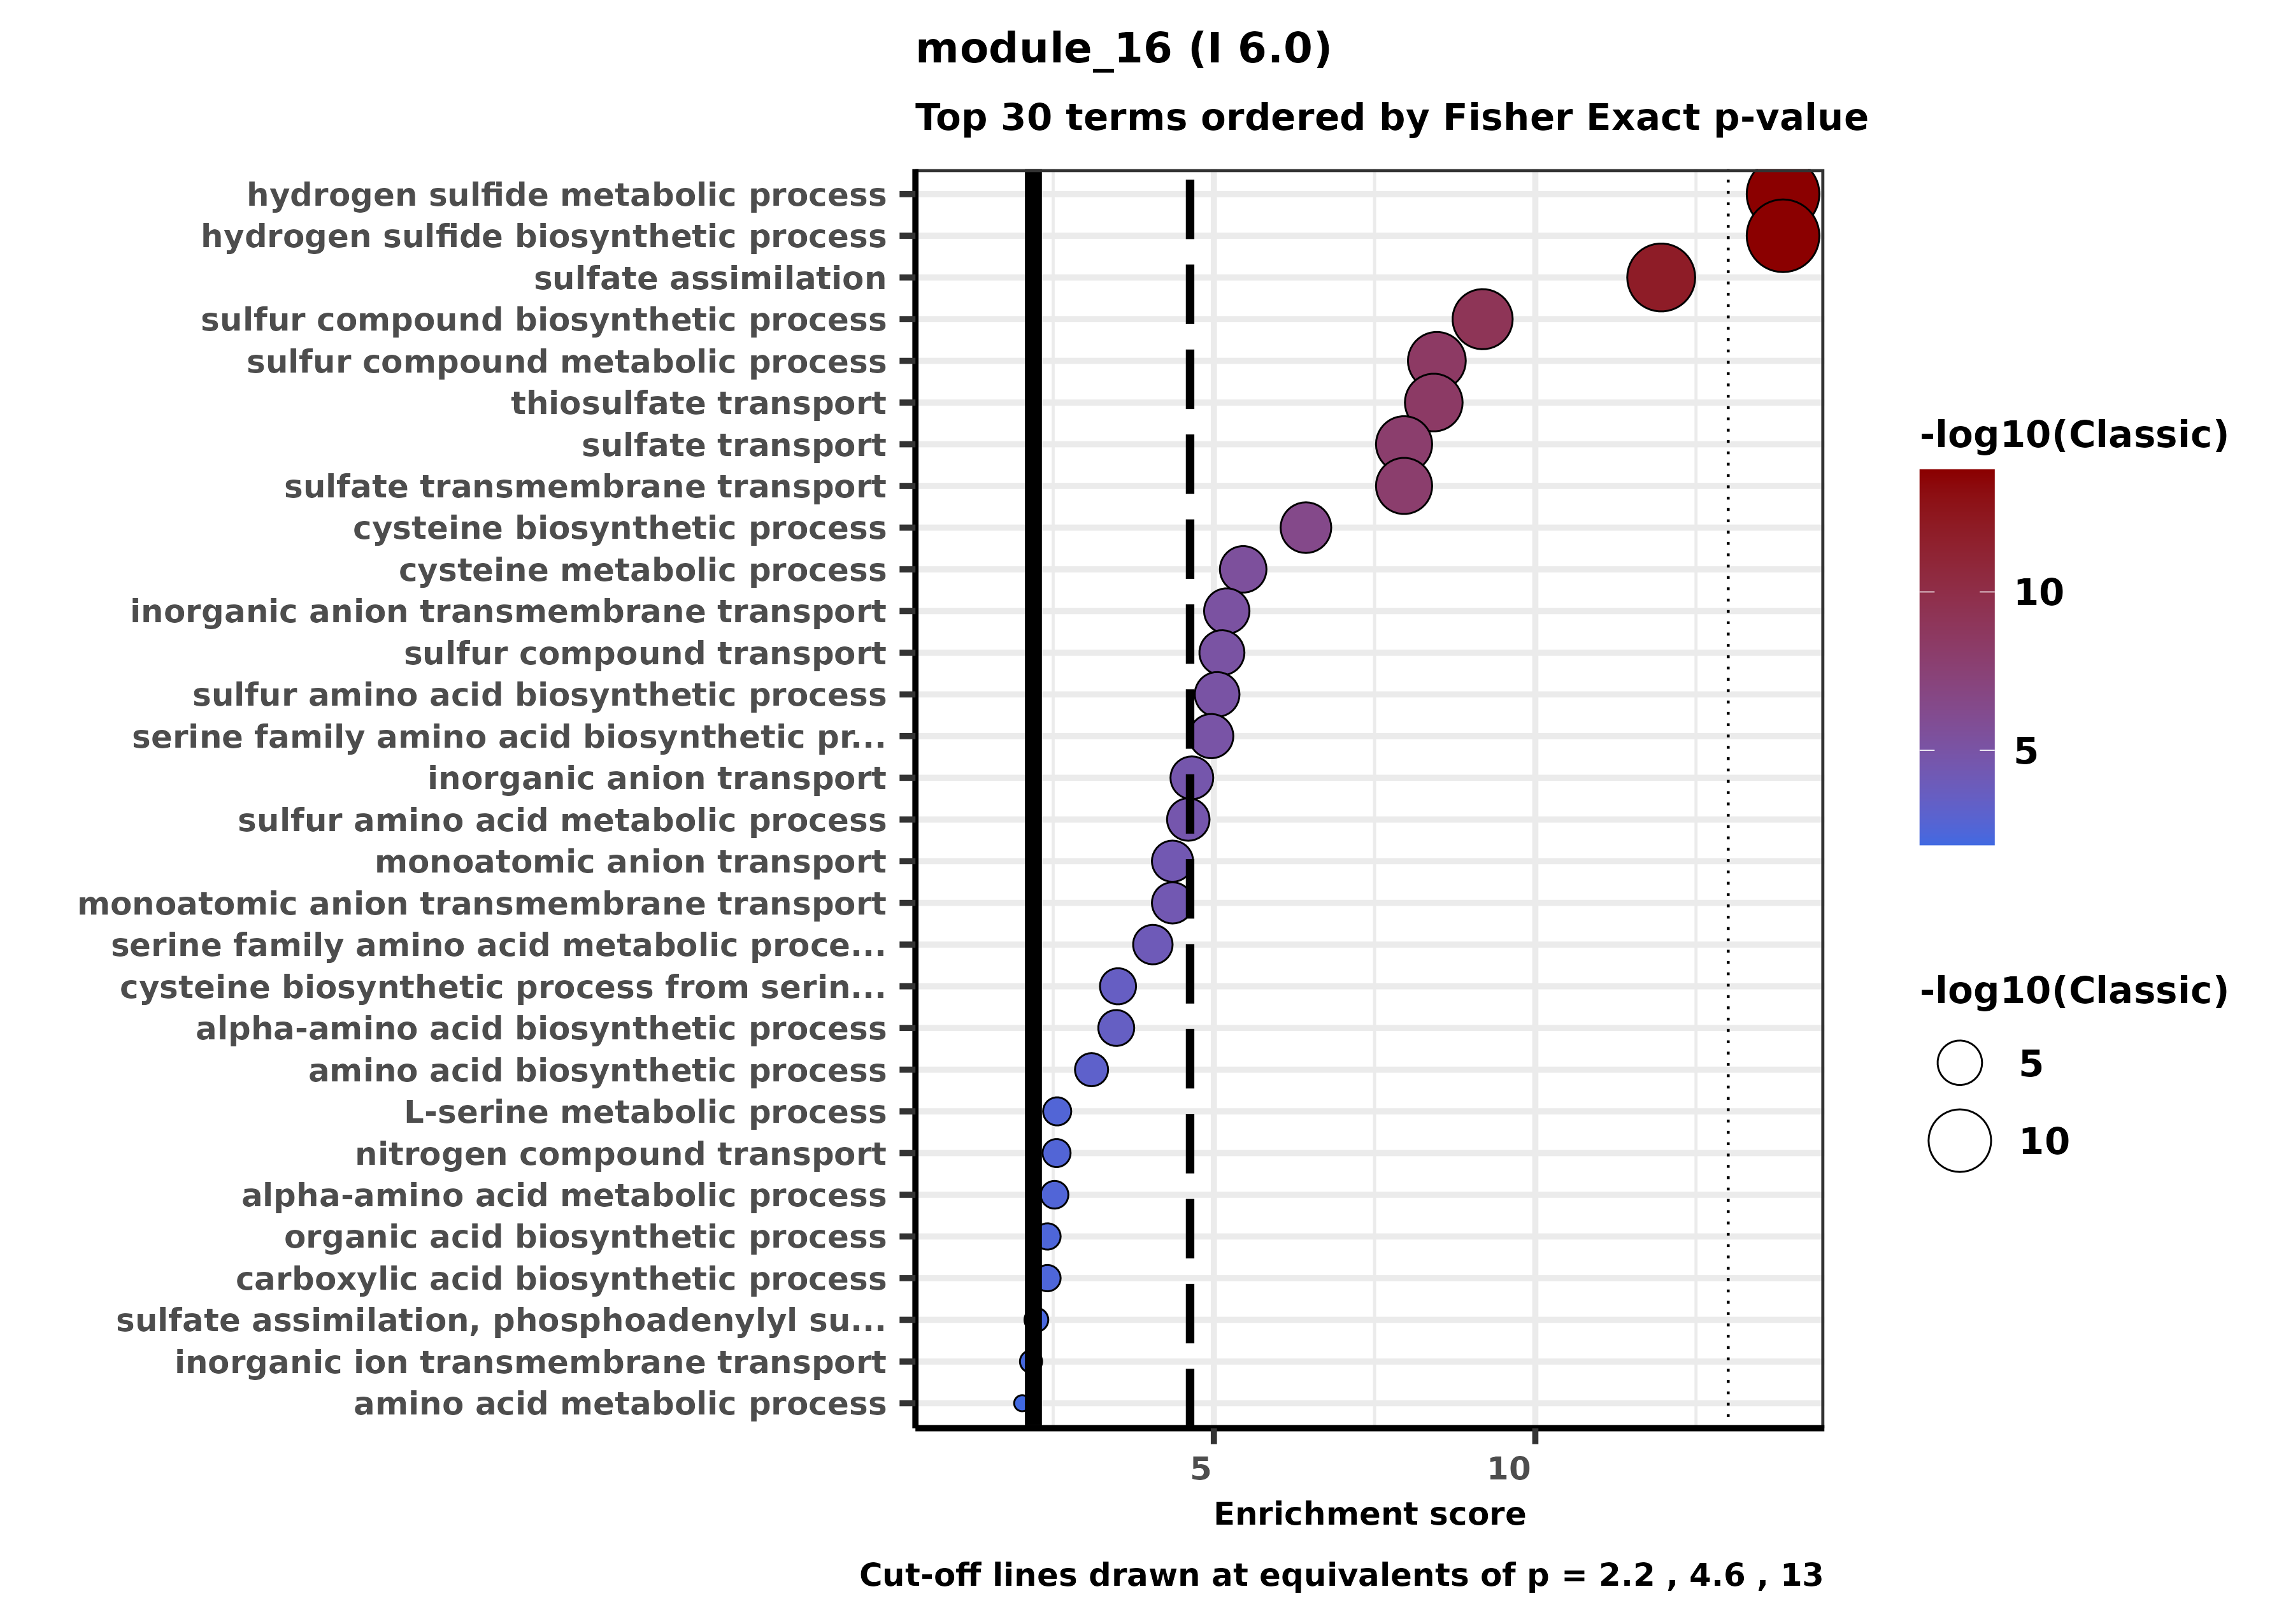 module_16 (I 6.0)
Top 30 terms ordered by Fisher Exact p-value
hydrogen sulfide metabolic process
hydrogen sulfide biosynthetic process
sulfate assimilation
sulfur compound biosynthetic process
sulfur compound metabolic process
thiosulfate transport
sulfate transport
sulfate transmembrane transport
cysteine biosynthetic process
cysteine metabolic process
inorganic anion transmembrane transport
sulfur compound transport
sulfur amino acid biosynthetic process
serine family amino acid biosynthetic pr...
inorganic anion transport
sulfur amino acid metabolic process
monoatomic anion transport
monoatomic anion transmembrane transport
serine family amino acid metabolic proce...
cysteine biosynthetic process from serin...
alpha-amino acid biosynthetic process
amino acid biosynthetic process
L-serine metabolic process
nitrogen compound transport
alpha-amino acid metabolic process
organic acid biosynthetic process
carboxylic acid biosynthetic process
sulfate assimilation, phosphoadenylyl su...
inorganic ion transmembrane transport
amino acid metabolic process
5 10
Enrichment score
Cut-off lines drawn at equivalents of p = 2.2 , 4.6 , 13
-log10(Classic)
10
5
-log10(Classic)
5
10